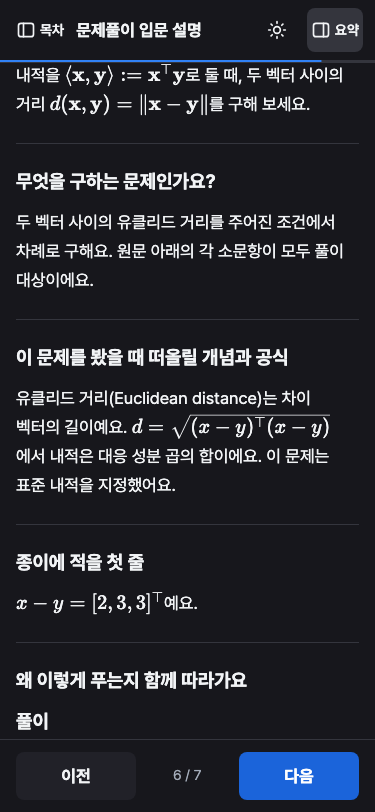 목차 문제풀이 입문 설명 요약
내적을 ⟨x, y⟩ := x⊤y로 둘 때, 두 벡터 사이의
거리 d(x, y) = ‖x − y‖를 구해 보세요.
무엇을 구하는 문제인가요?
두 벡터 사이의 유클리드 거리를 주어진 조건에서
차례로 구해요. 원문 아래의 각 소문항이 모두 풀이
대상이에요.
이 문제를 봤을 때 떠올릴 개념과 공식
유클리드 거리(Euclidean distance)는 차이
벡터의 길이예요. d = √((x − y)⊤(x − y))
에서 내적은 대응 성분 곱의 합이에요. 이 문제는
표준 내적을 지정했어요.
종이에 적을 첫 줄
x − y = [2, 3, 3]⊤예요.
왜 이렇게 푸는지 함께 따라가요
풀이
이전 6 / 7 다음